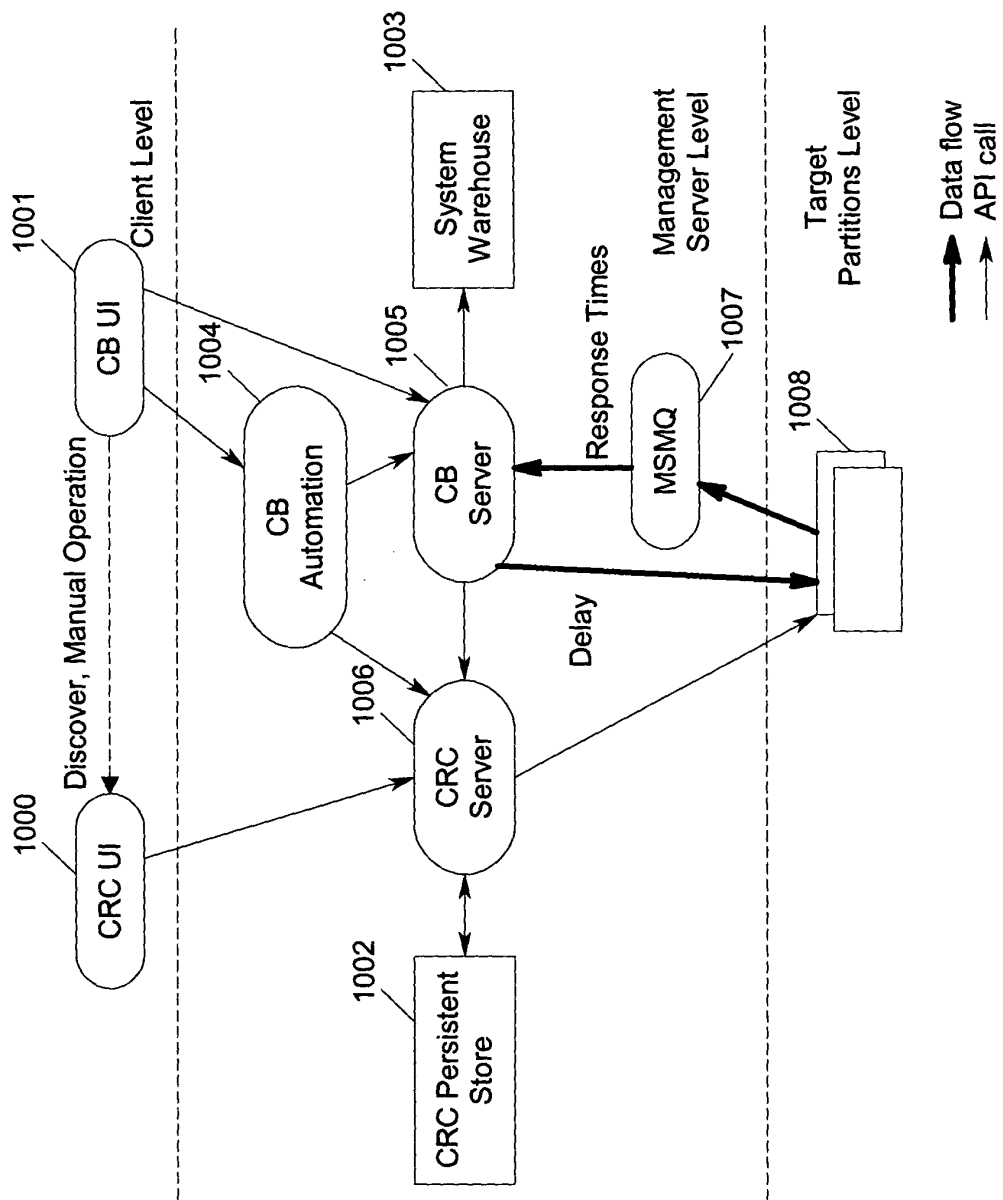 1000
CRC UI
Discover, Manual Operation
1001
CB UI
Client Level
1004
CB
Automation
1002
CRC Persistent
Store
1006
CRC
Server
1005
CB
Server
1003
System
Warehouse
Delay
Response Times
MSMQ
1007
Management
Server Level
1008
Target
Partitions Level
Data flow
API call